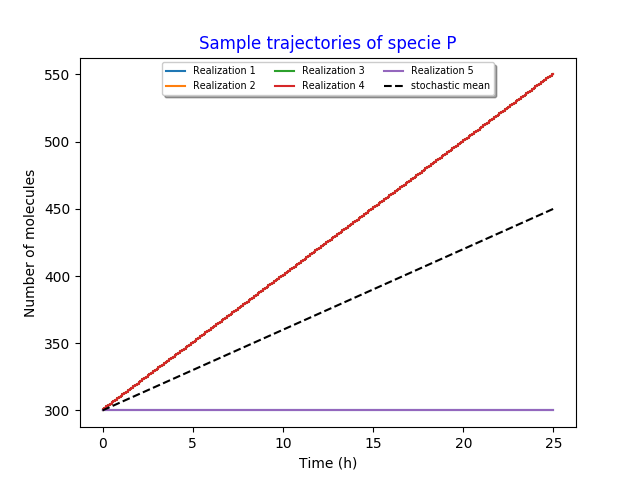 Sample trajectories of specie P
Realization 1
Realization 2
Realization 3
Realization 4
Realization 5
stochastic mean
Number of molecules
550
500
450
400
350
300
0 5 10 15 20 25
Time (h)